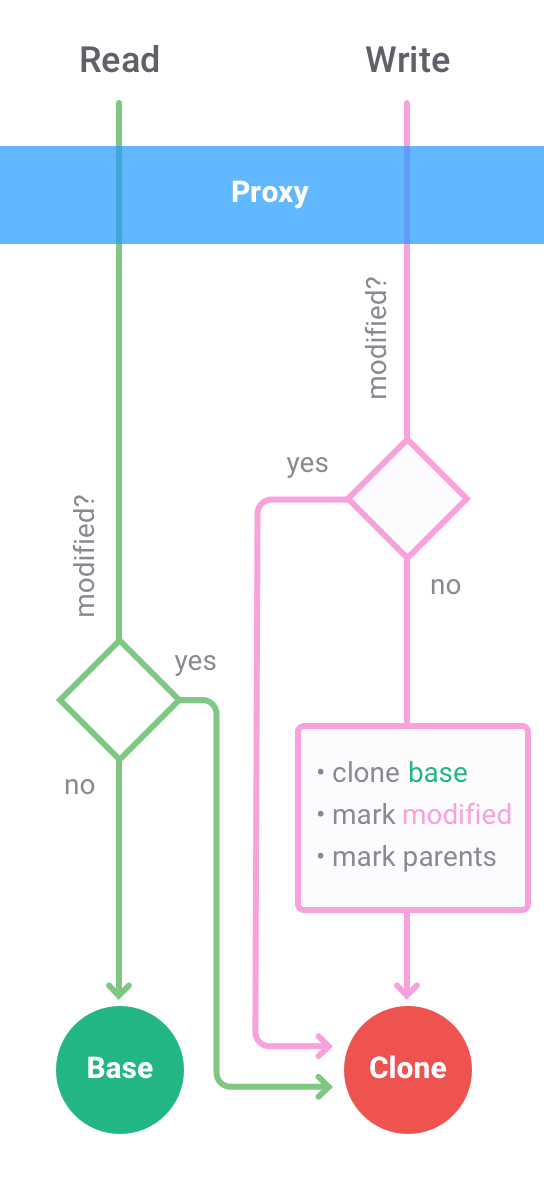 Read
Write
Proxy
modified?
yes
no
modified?
yes
no
• clone base
• mark modified
• mark parents
Base
Clone